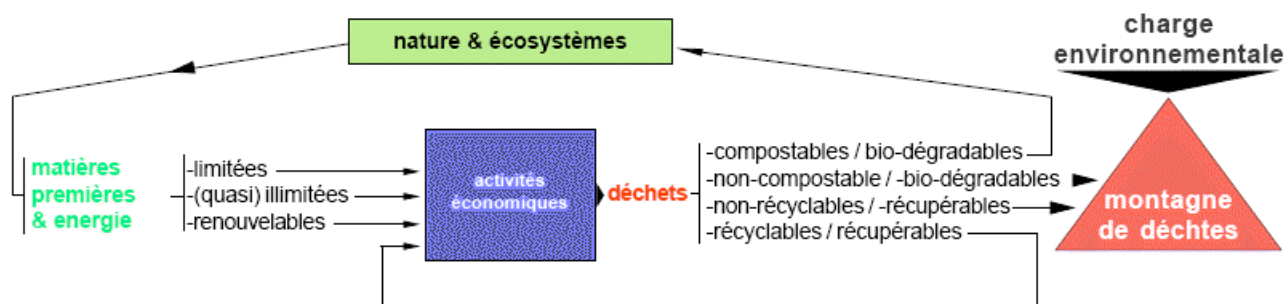 nature & écosystèmes
charge
environnementale
matières
premières
& energie
-limitées
-(quasi) illimitées
-renouvelables
activités
économiques
déchets
-compostables / bio-dégradables
-non-compostable / -bio-dégradables
-non-récyclables / -récupérables
-récyclables / récupérables
montagne
de déchtes